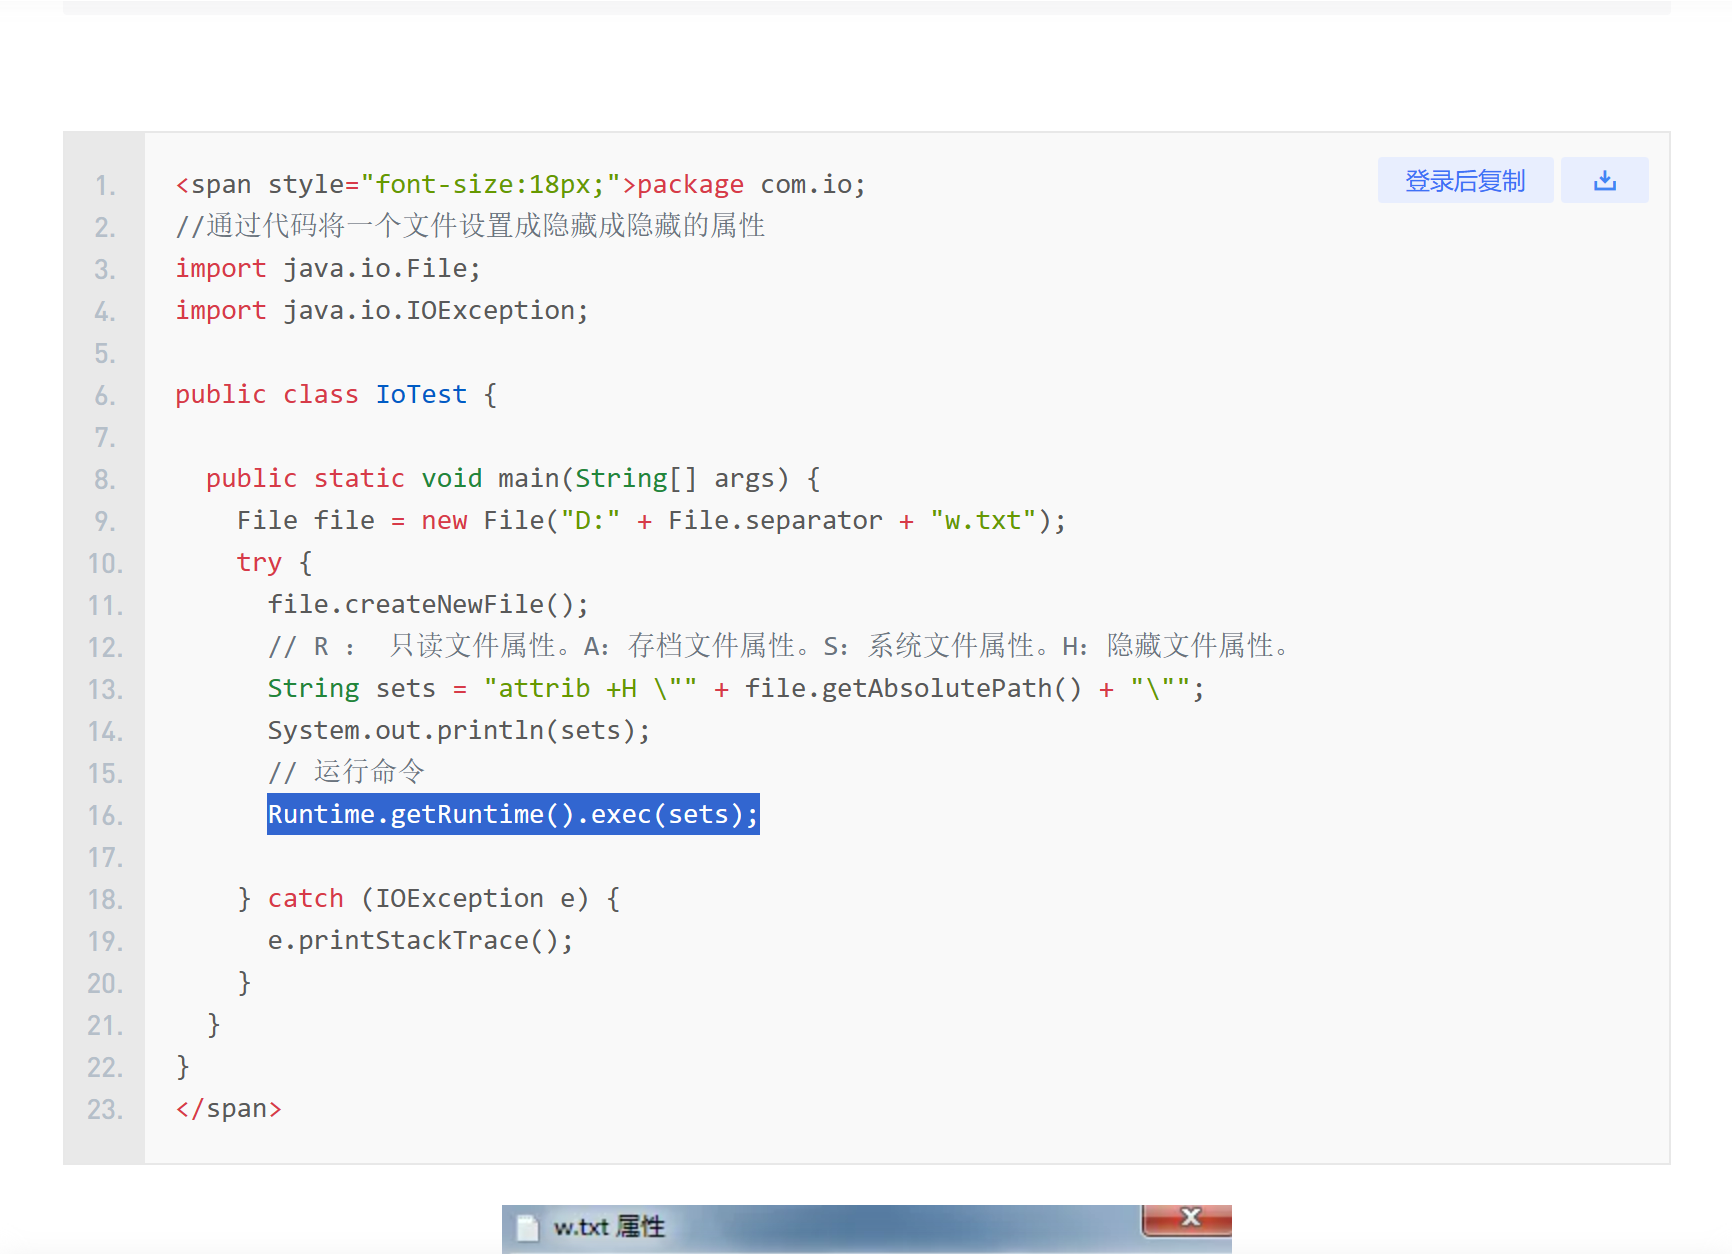 登录后复制
1. <span style="font-size:18px;">package com.io;
2. //通过代码将一个文件设置成隐藏成隐藏的属性
3. import java.io.File;
4. import java.io.IOException;
5.
6. public class IoTest {
7.
8. public static void main(String[] args) {
9. File file = new File("D:" + File.separator + "w.txt");
10. try {
11. file.createNewFile();
12. // R ： 只读文件属性。A：存档文件属性。S：系统文件属性。H：隐藏文件属性。
13. String sets = "attrib +H \"" + file.getAbsolutePath() + "\"";
14. System.out.println(sets);
15. // 运行命令
16. Runtime.getRuntime().exec(sets);
17.
18. } catch (IOException e) {
19. e.printStackTrace();
20. }
21. }
22. }
23. </span>
w.txt 属性